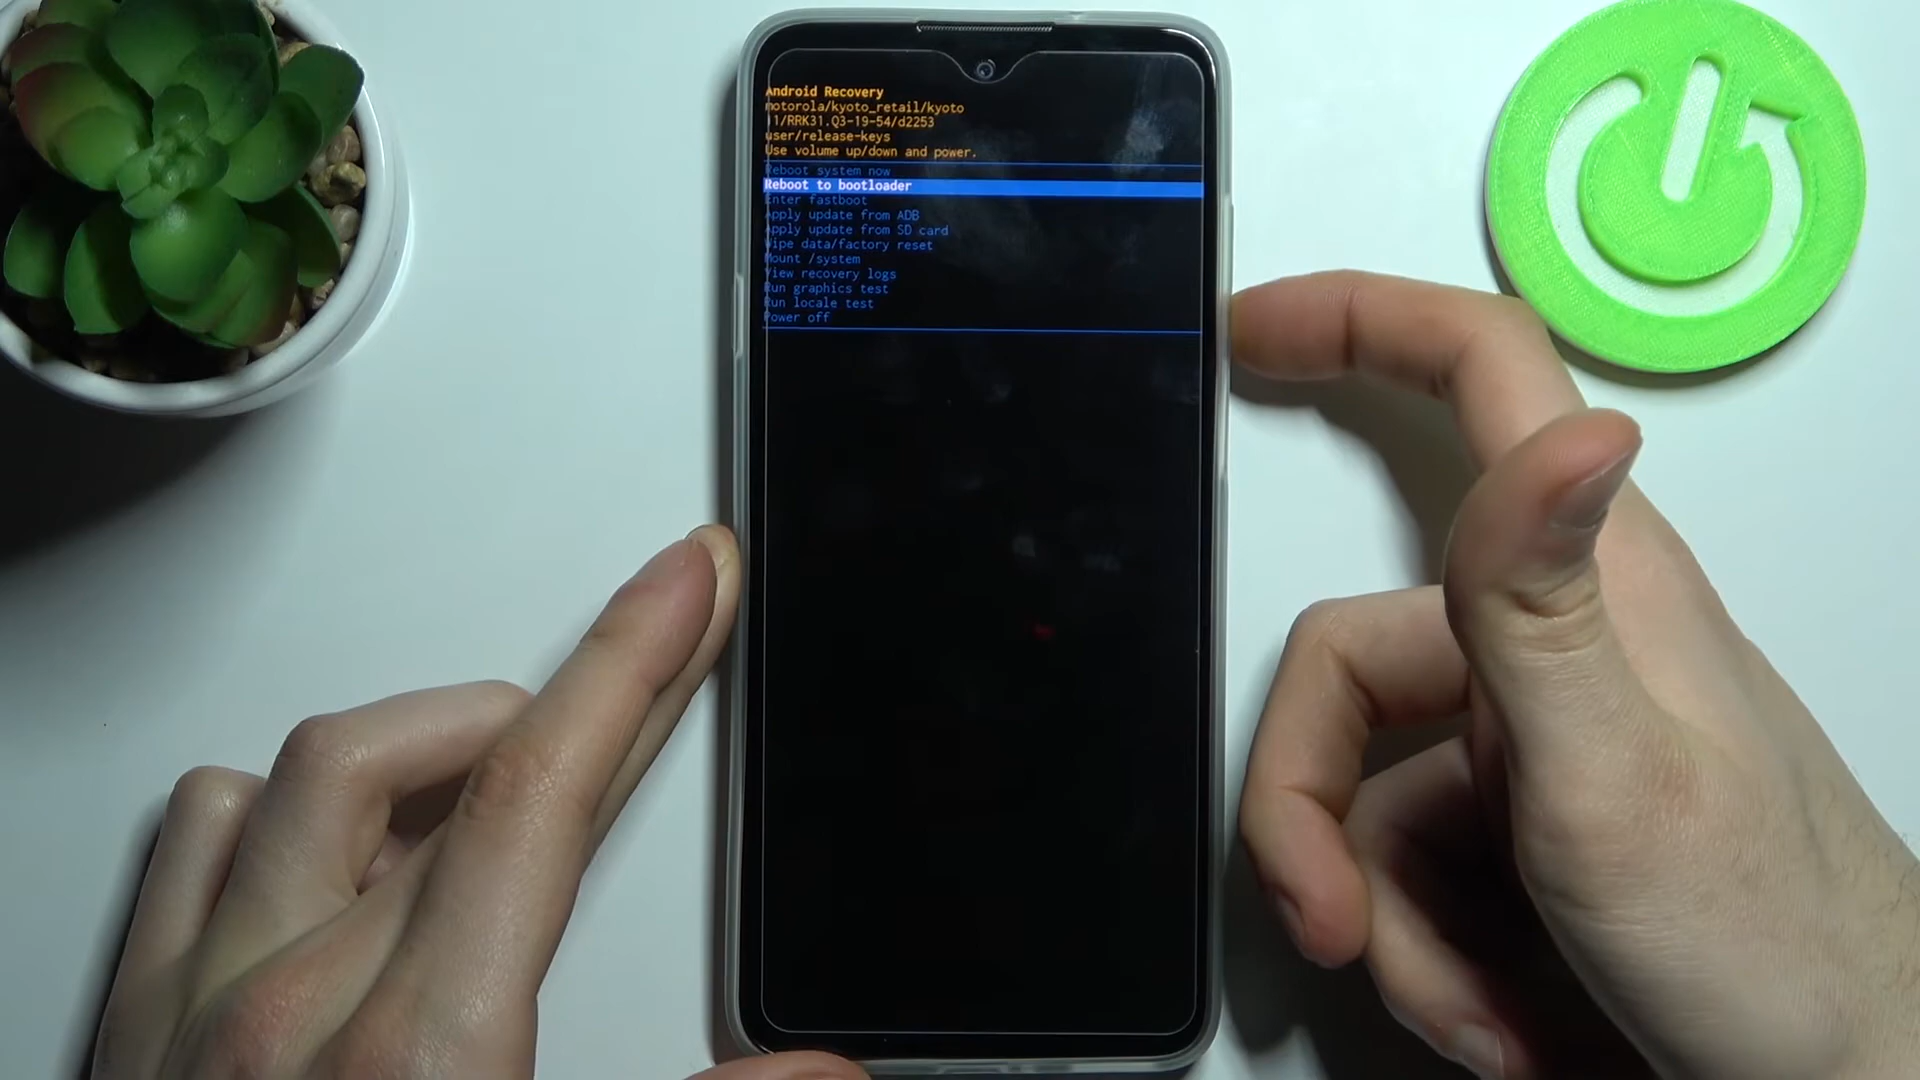 Android Recovery
motorola/kyoto_retail/kyoto
11/RRK31.Q3-19-54/d2253
user/release-keys
Use volume up/down and power.
Reboot system now
Reboot to bootloader
Enter fastboot
Apply update from ADB
Apply update from SD card
Wipe data/factory reset
Mount /system
View recovery logs
Run graphics test
Run locale test
Power off